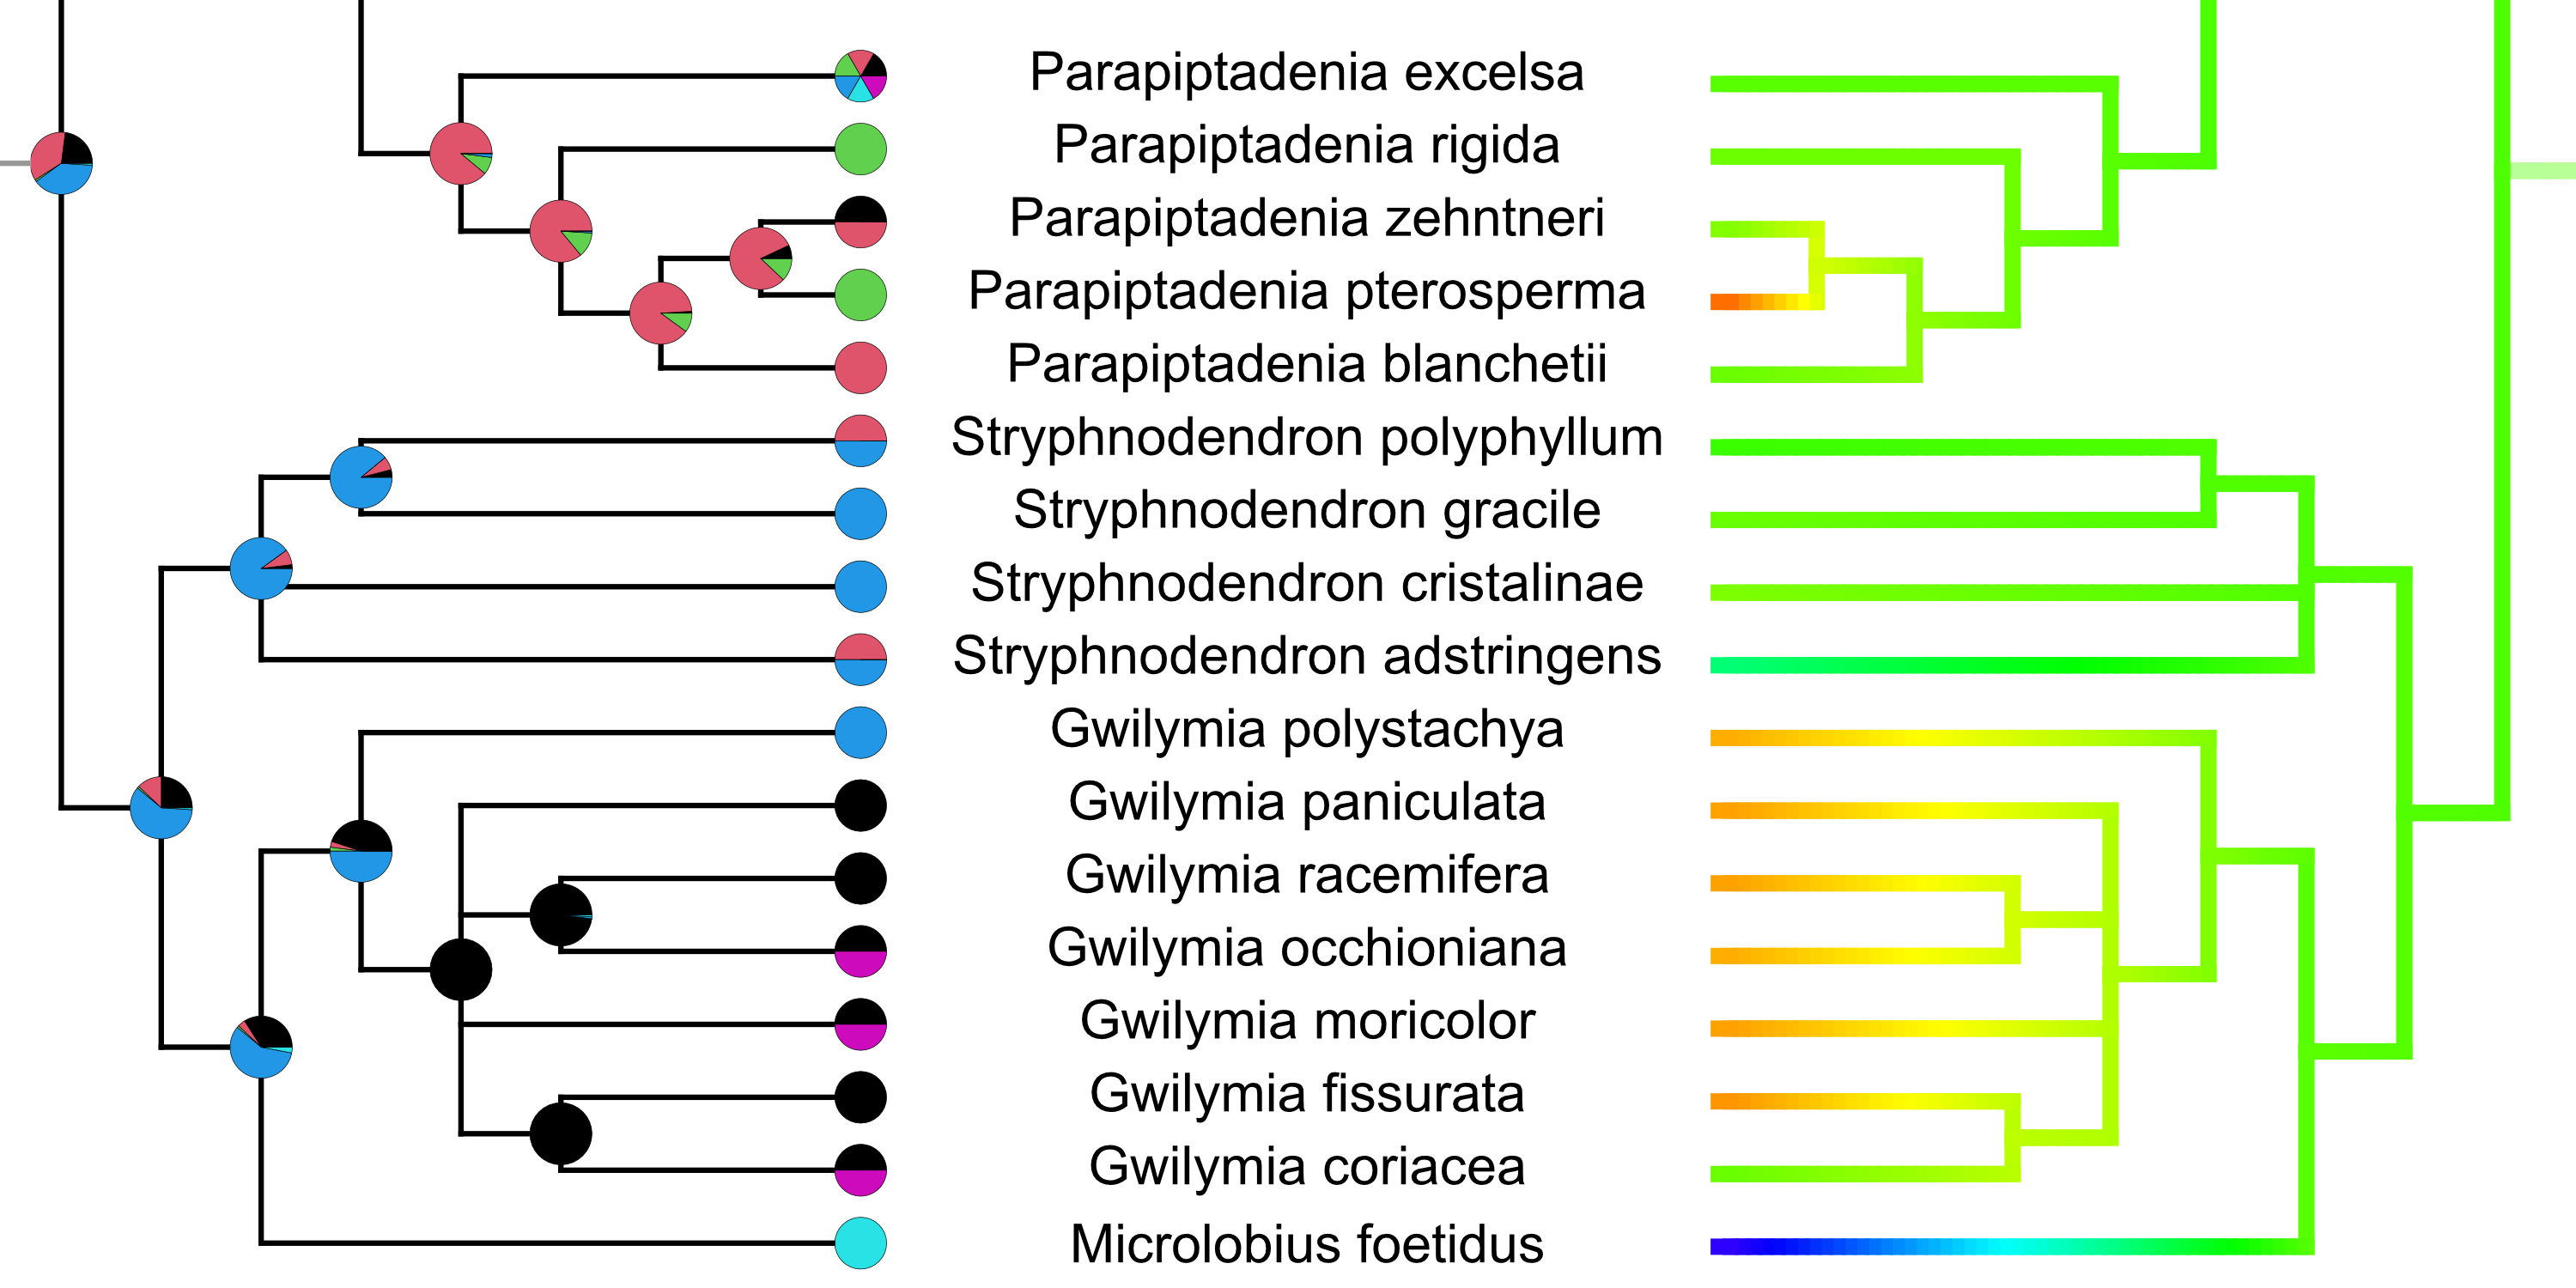 Parapiptadenia excelsa
Parapiptadenia rigida
Parapiptadenia zehntneri
Parapiptadenia pterosperma
Parapiptadenia blanchetii
Stryphnodendron polyphyllum
Stryphnodendron gracile
Stryphnodendron cristalinae
Stryphnodendron adstringens
Gwilymia polystachya
Gwilymia paniculata
Gwilymia racemifera
Gwilymia occhioniana
Gwilymia moricolor
Gwilymia fissurata
Gwilymia coriacea
Microlobius foetidus